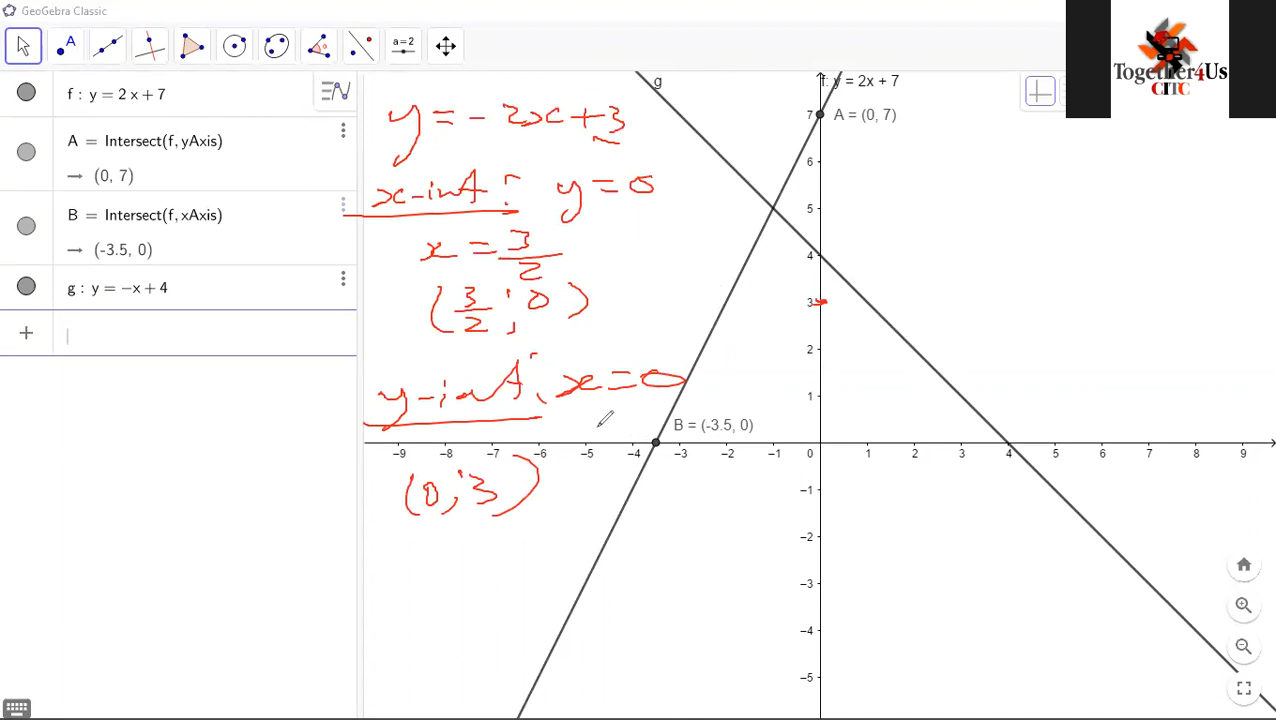 GeoGebra Classic
A
a=2
f : y = 2 x + 7
A = Intersect(f, yAxis)
→ (0, 7)
B = Intersect(f, xAxis)
→ (-3.5, 0)
g : y = −x + 4
+
y = - 2x + 3
x-int : y = 0
x = 3/2
(3/2 ; 0)
y-int : x = 0
(0 ; 3)
g
f: y = 2x + 7
A = (0, 7)
B = (-3.5, 0)
7
6
5
4
3
2
1
−9 −8 −7 −6 −5 −4 −3 −2 −1 0 1 2 3 4 5 6 7 8 9
−1
−2
−3
−4
−5
Together4Us
CITC